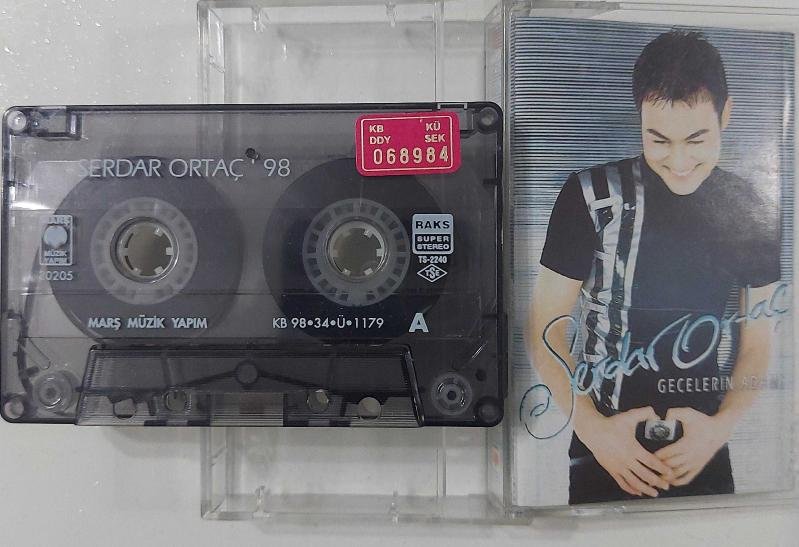 SERDAR ORTAÇ '98
KB KÜ
DDY SEK
068984
MARŞ
MÜZİK
YAPIM
20205
RAKS
SUPER
STEREO
TS-2240
TSE
MARŞ MÜZİK YAPIM
KB 98•34•Ü•1179
A
Serdar Ortaç
GECELERİN ADAMI